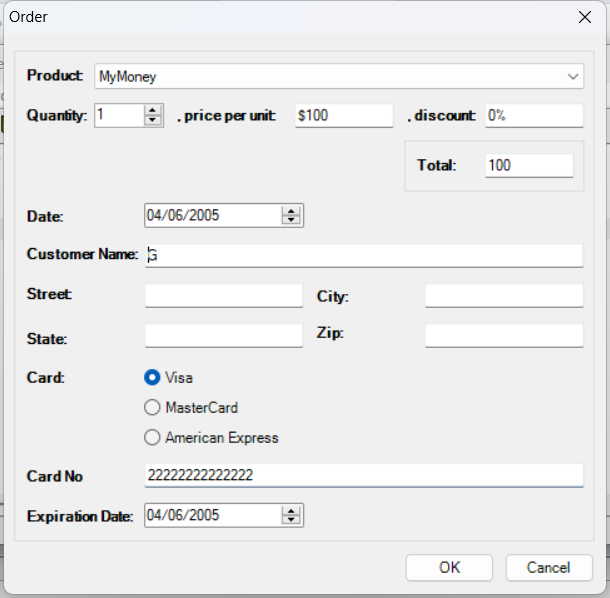 Order
Product: MyMoney
Quantity: 1 , price per unit: $100 , discount: 0%
Total: 100
Date: 04/06/2005
Customer Name: G
Street: City:
State: Zip:
Card: Visa
MasterCard
American Express
Card No 22222222222222
Expiration Date: 04/06/2005
OK Cancel